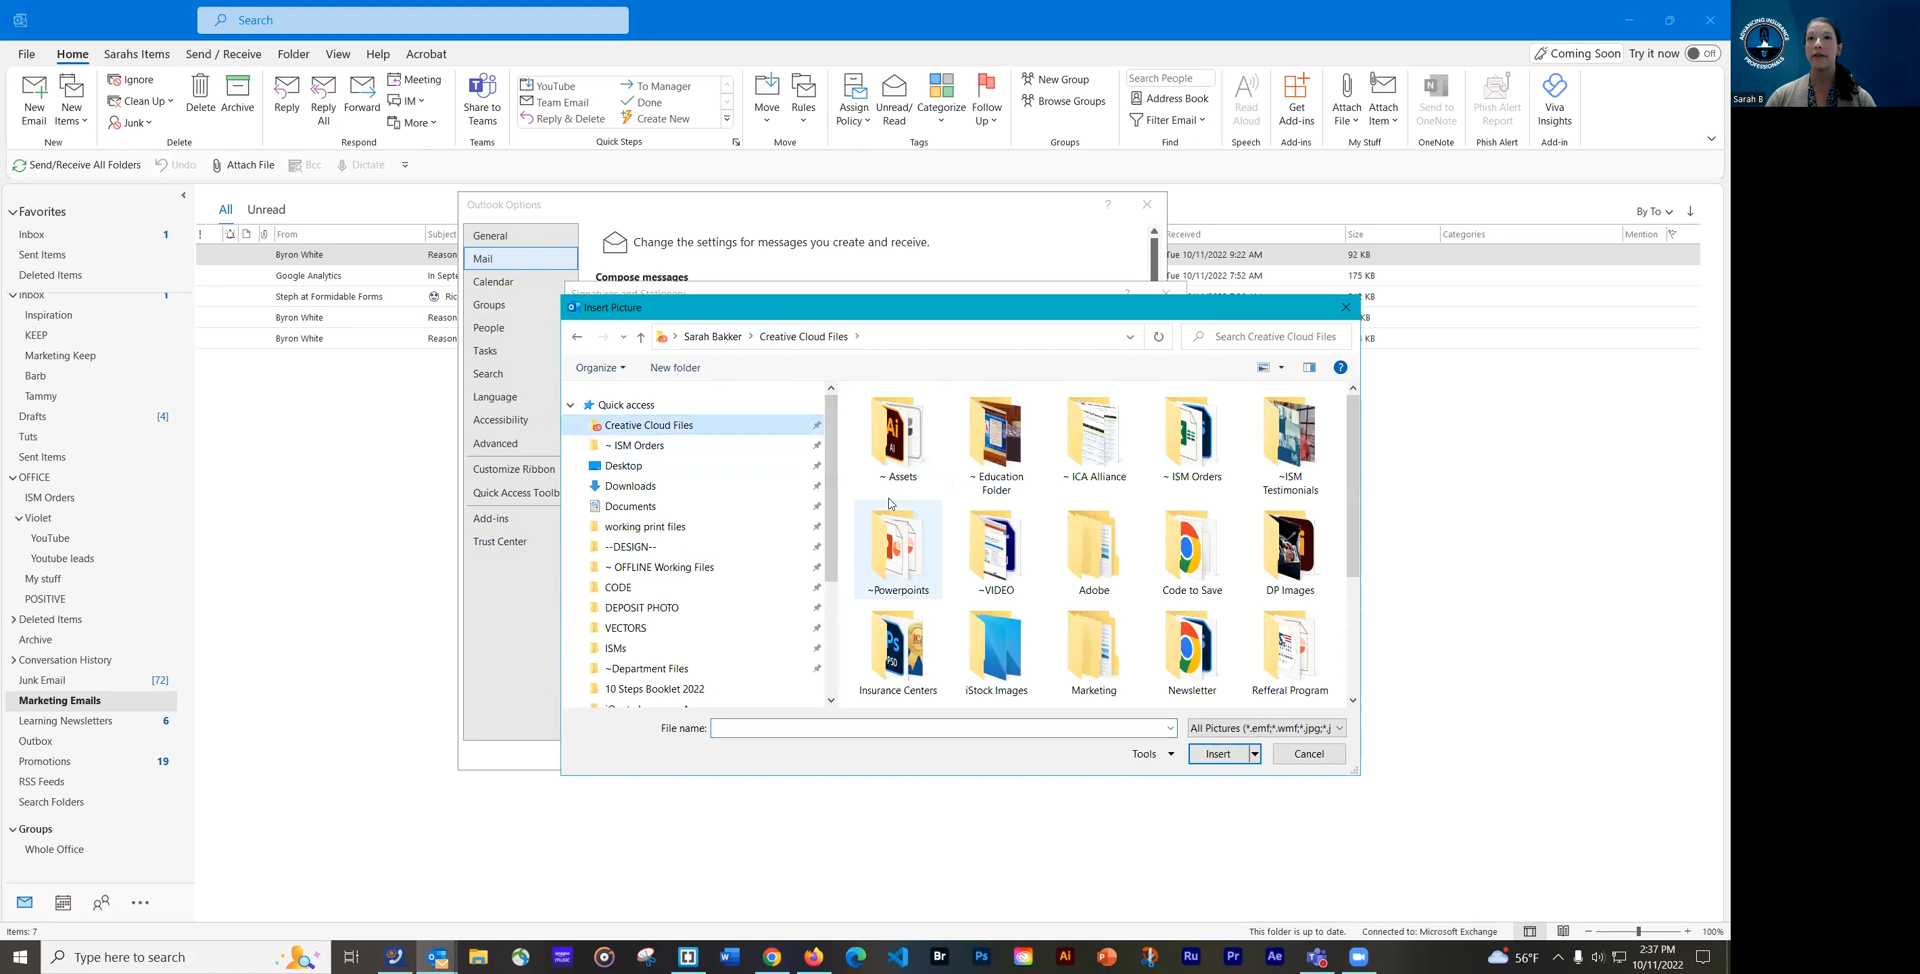 Search
File Home Sarahs Items Send / Receive Folder View Help Acrobat Coming Soon Try it now Off
New Email
New Items
Ignore
Clean Up
Junk
Delete
Archive
Reply
Reply All
Forward
Meeting
IM
More
Share to Teams
YouTube
Team Email
Reply & Delete
To Manager
Done
Create New
Move
Rules
Assign Policy
Unread/ Read
Categorize
Follow Up
New Group
Browse Groups
Search People
Address Book
Filter Email
Read Aloud
Get Add-ins
Attach File
Attach Item
Send to OneNote
Phish Alert Report
Viva Insights
New Delete Respond Teams Quick Steps Move Tags Groups Find Speech Add-ins My Stuff OneNote Phish Alert Add-in
Send/Receive All Folders Undo Attach File Bcc Dictate
ADVANCING INSURANCE PROFESSIONALS
Sarah B
Favorites
Inbox 1
Sent Items
Deleted Items
Inbox 1
Inspiration
KEEP
Marketing Keep
Barb
Tammy
Drafts [4]
Tuts
Sent Items
OFFICE
ISM Orders
Violet
YouTube
Youtube leads
My stuff
POSITIVE
Deleted Items
Archive
Conversation History
Junk Email [72]
Marketing Emails
Learning Newsletters 6
Outbox
Promotions 19
RSS Feeds
Search Folders
Groups
Whole Office
All Unread By To
! From Subject Received Size Categories Mention
Byron White Reason Tue 10/11/2022 9:22 AM 92 KB
Google Analytics In Septe Tue 10/11/2022 7:52 AM 175 KB
Steph at Formidable Forms Ric KB
Byron White Reason KB
Byron White Reason KB
Outlook Options ?
General
Mail
Calendar
Groups
People
Tasks
Search
Language
Accessibility
Advanced
Customize Ribbon
Quick Access Toolb
Add-ins
Trust Center
Change the settings for messages you create and receive.
Compose messages
Signatures and Stationery ?
Insert Picture
Sarah Bakker > Creative Cloud Files >
Search Creative Cloud Files
Organize New folder ?
Quick access
Creative Cloud Files
~ ISM Orders
Desktop
Downloads
Documents
working print files
--DESIGN--
~ OFFLINE Working Files
CODE
DEPOSIT PHOTO
VECTORS
ISMs
~Department Files
10 Steps Booklet 2022
~ Assets
~ Education Folder
~ ICA Alliance
~ ISM Orders
~ISM Testimonials
~Powerpoints
~VIDEO
Adobe
Code to Save
DP Images
Insurance Centers
iStock Images
Marketing
Newsletter
Refferal Program
File name: All Pictures (*.emf;*.wmf;*.jpg;*.j
Tools Insert Cancel
Items: 7 This folder is up to date. Connected to: Microsoft Exchange 100%
Type here to search
56°F
2:37 PM
10/11/2022